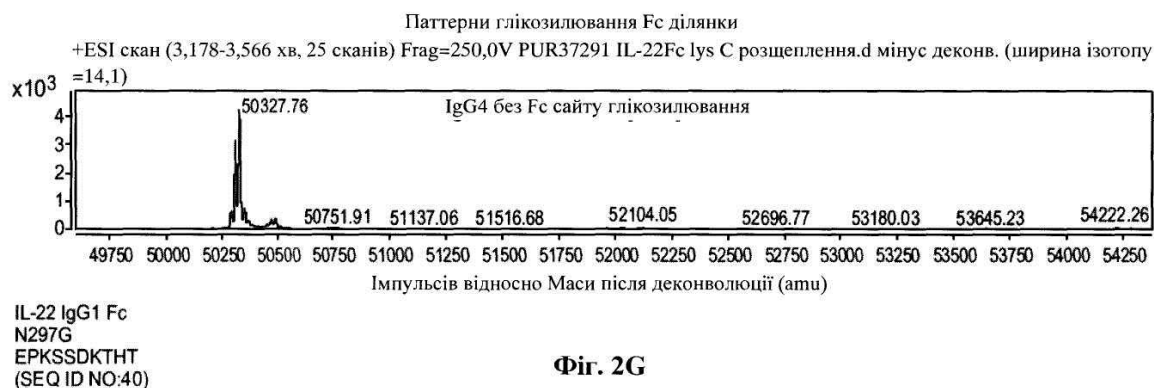 Паттерни глікозилювання Fc ділянки
+ESI скан (3,178-3,566 хв, 25 сканів) Frag=250,0V PUR37291 IL-22Fc lys C розщеплення.d мінус деконв. (ширина ізотопу
=14,1)
x10³
IgG4 без Fc сайту глікозилювання
50327.76
4
3
2
1
0
50751.91 51137.06 51516.68 52104.05 52696.77 53180.03 53645.23 54222.26
49750 50000 50250 50500 50750 51000 51250 51500 51750 52000 52250 52500 52750 53000 53250 53500 53750 54000 54250
Імпульсів відносно Маси після деконволюції (amu)
IL-22 IgG1 Fc
N297G
EPKSSDKTHT
(SEQ ID NO:40)
Фіг. 2G